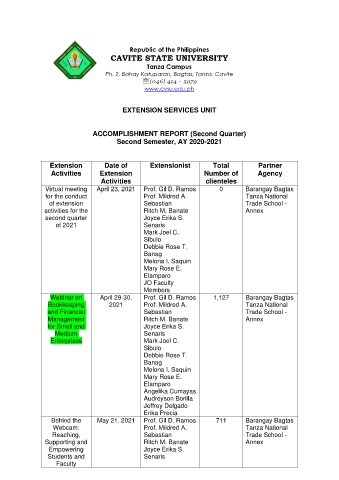 Republic of the Philippines
CAVITE STATE UNIVERSITY
Tanza Campus
Ph. 2, Bahay Katuparan, Bagtas, Tanza, Cavite
(046) 414 – 3979
www.cvsu.edu.ph
EXTENSION SERVICES UNIT
ACCOMPLISHMENT REPORT (Second Quarter)
Second Semester, AY 2020-2021
Extension Activities
Date of Extension Activities
Extensionist
Total Number of clienteles
Partner Agency
Virtual meeting for the conduct of extension activities for the second quarter of 2021
April 23, 2021
Prof. Gil D. Ramos
Prof. Mildred A. Sebastian
Ritch M. Banate
Joyce Erika S. Senaris
Mark Joel C. Sibulo
Debbie Rose T. Banag
Melona I. Saquin
Mary Rose E. Elamparo
JO Faculty Members
0
Barangay Bagtas
Tanza National Trade School - Annex
Webinar on Bookkeeping and Financial Management for Small and Medium Enterprises
April 29-30, 2021
Prof. Gil D. Ramos
Prof. Mildred A. Sebastian
Ritch M. Banate
Joyce Erika S. Senaris
Mark Joel C. Sibulo
Debbie Rose T. Banag
Melona I. Saquin
Mary Rose E. Elamparo
Angelika Cumayas
Audreyson Borilla
Jeffrey Delgado
Erika Precia
1,127
Barangay Bagtas
Tanza National Trade School - Annex
Behind the Webcam: Reaching, Supporting and Empowering Students and Faculty
May 21, 2021
Prof. Gil D. Ramos
Prof. Mildred A. Sebastian
Ritch M. Banate
Joyce Erika S. Senaris
711
Barangay Bagtas
Tanza National Trade School - Annex